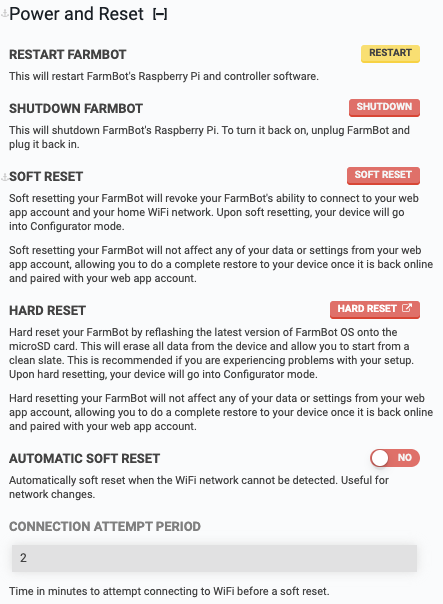 Power and Reset [–]
RESTART FARMBOT
RESTART
This will restart FarmBot's Raspberry Pi and controller software.
SHUTDOWN FARMBOT
SHUTDOWN
This will shutdown FarmBot's Raspberry Pi. To turn it back on, unplug FarmBot and
plug it back in.
SOFT RESET
SOFT RESET
Soft resetting your FarmBot will revoke your FarmBot's ability to connect to your web
app account and your home WiFi network. Upon soft resetting, your device will go
into Configurator mode.
Soft resetting your FarmBot will not affect any of your data or settings from your web
app account, allowing you to do a complete restore to your device once it is back online
and paired with your web app account.
HARD RESET
HARD RESET
Hard reset your FarmBot by reflashing the latest version of FarmBot OS onto the
microSD card. This will erase all data from the device and allow you to start from a
clean slate. This is recommended if you are experiencing problems with your setup.
Upon hard resetting, your device will go into Configurator mode.
Hard resetting your FarmBot will not affect any of your data or settings from your web
app account, allowing you to do a complete restore to your device once it is back online
and paired with your web app account.
AUTOMATIC SOFT RESET
NO
Automatically soft reset when the WiFi network cannot be detected. Useful for
network changes.
CONNECTION ATTEMPT PERIOD
2
Time in minutes to attempt connecting to WiFi before a soft reset.